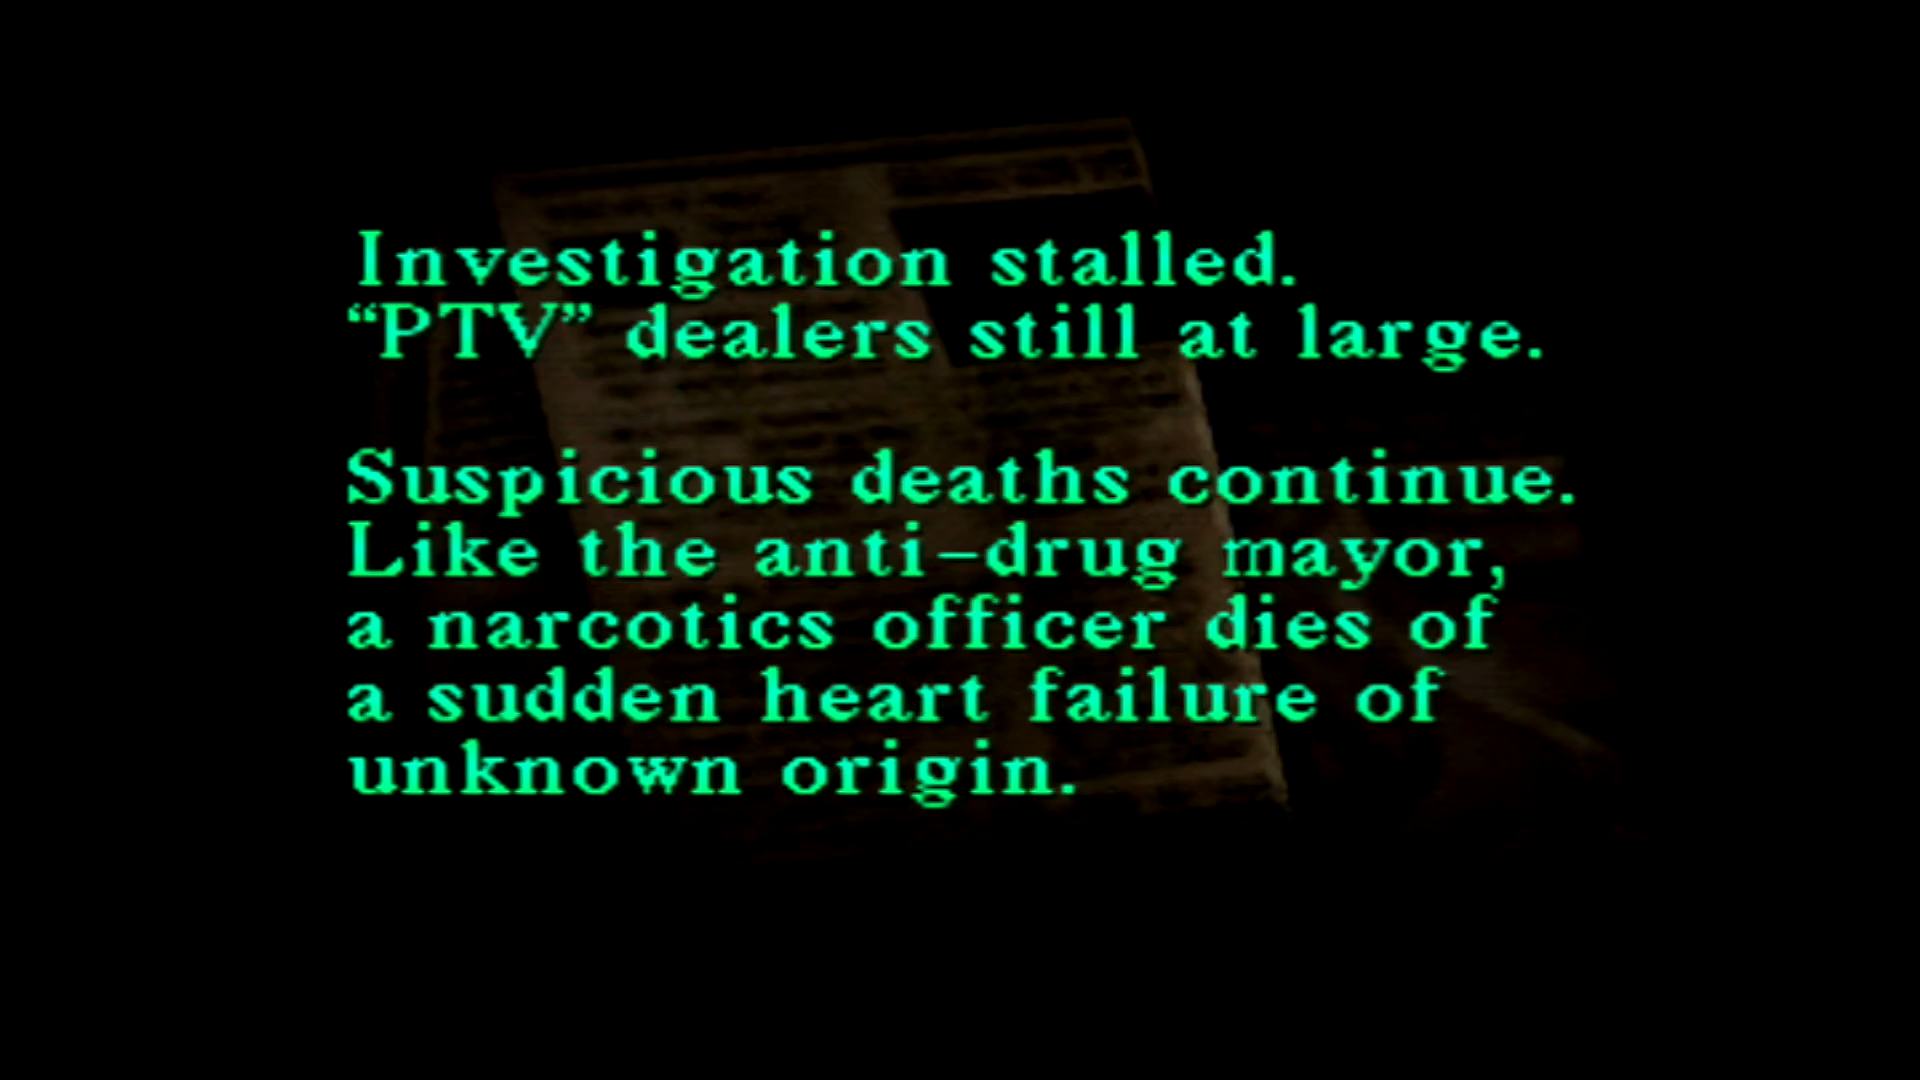 Investigation stalled.
“PTV” dealers still at large.
Suspicious deaths continue.
Like the anti-drug mayor,
a narcotics officer dies of
a sudden heart failure of
unknown origin.